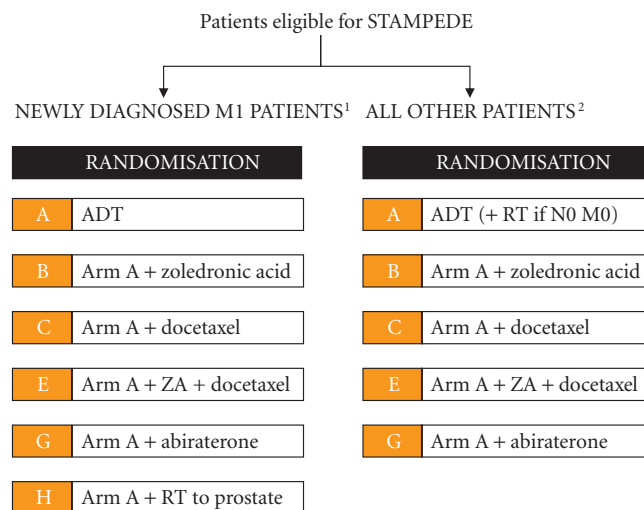 Patients eligible for STAMPEDE
NEWLY DIAGNOSED M1 PATIENTS¹
RANDOMISATION
A ADT
B Arm A + zoledronic acid
C Arm A + docetaxel
E Arm A + ZA + docetaxel
G Arm A + abiraterone
H Arm A + RT to prostate
ALL OTHER PATIENTS²
RANDOMISATION
A ADT (+ RT if N0 M0)
B Arm A + zoledronic acid
C Arm A + docetaxel
E Arm A + ZA + docetaxel
G Arm A + abiraterone